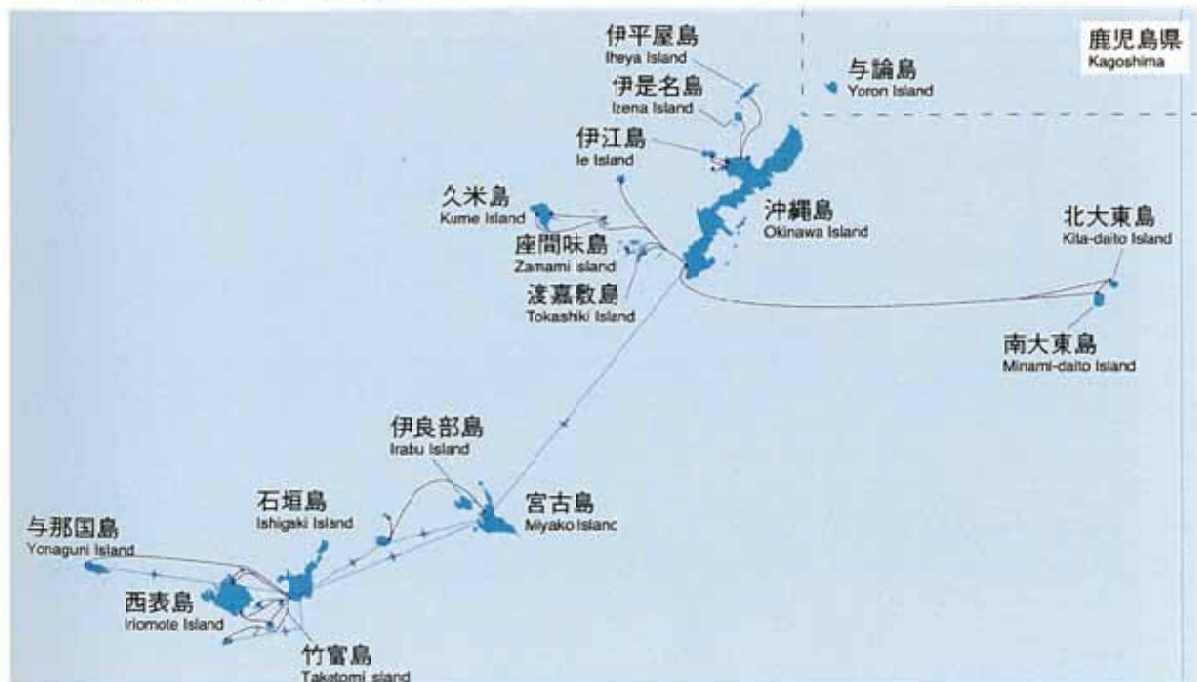 伊平屋島
Iheya Island
鹿児島県
Kagoshima
与論島
Yoron Island
伊是名島
Izena Island
伊江島
Ie Island
久米島
Kume Island
沖縄島
Okinawa Island
北大東島
Kita-daito Island
座間味島
Zamami island
渡嘉敷島
Tokashiki Island
南大東島
Minami-daito Island
伊良部島
Irabu Island
石垣島
Ishigaki Island
宮古島
Miyako Island
与那国島
Yonaguni Island
西表島
Iriomote Island
竹富島
Taketomi island